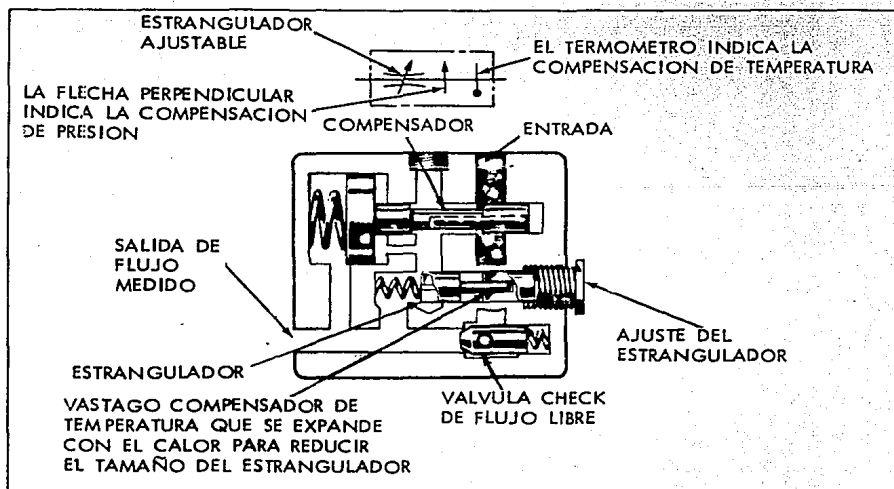 ESTRANGULADOR
AJUSTABLE
EL TERMOMETRO INDICA LA
COMPENSACION DE TEMPERATURA
LA FLECHA PERPENDICULAR
INDICA LA COMPENSACION
DE PRESION
COMPENSADOR
ENTRADA
SALIDA DE
FLUJO
MEDIDO
AJUSTE DEL
ESTRANGULADOR
ESTRANGULADOR
VASTAGO COMPENSADOR DE
TEMPERATURA QUE SE EXPANDE
CON EL CALOR PARA REDUCIR
EL TAMAÑO DEL ESTRANGULADOR
VALVULA CHECK
DE FLUJO LIBRE